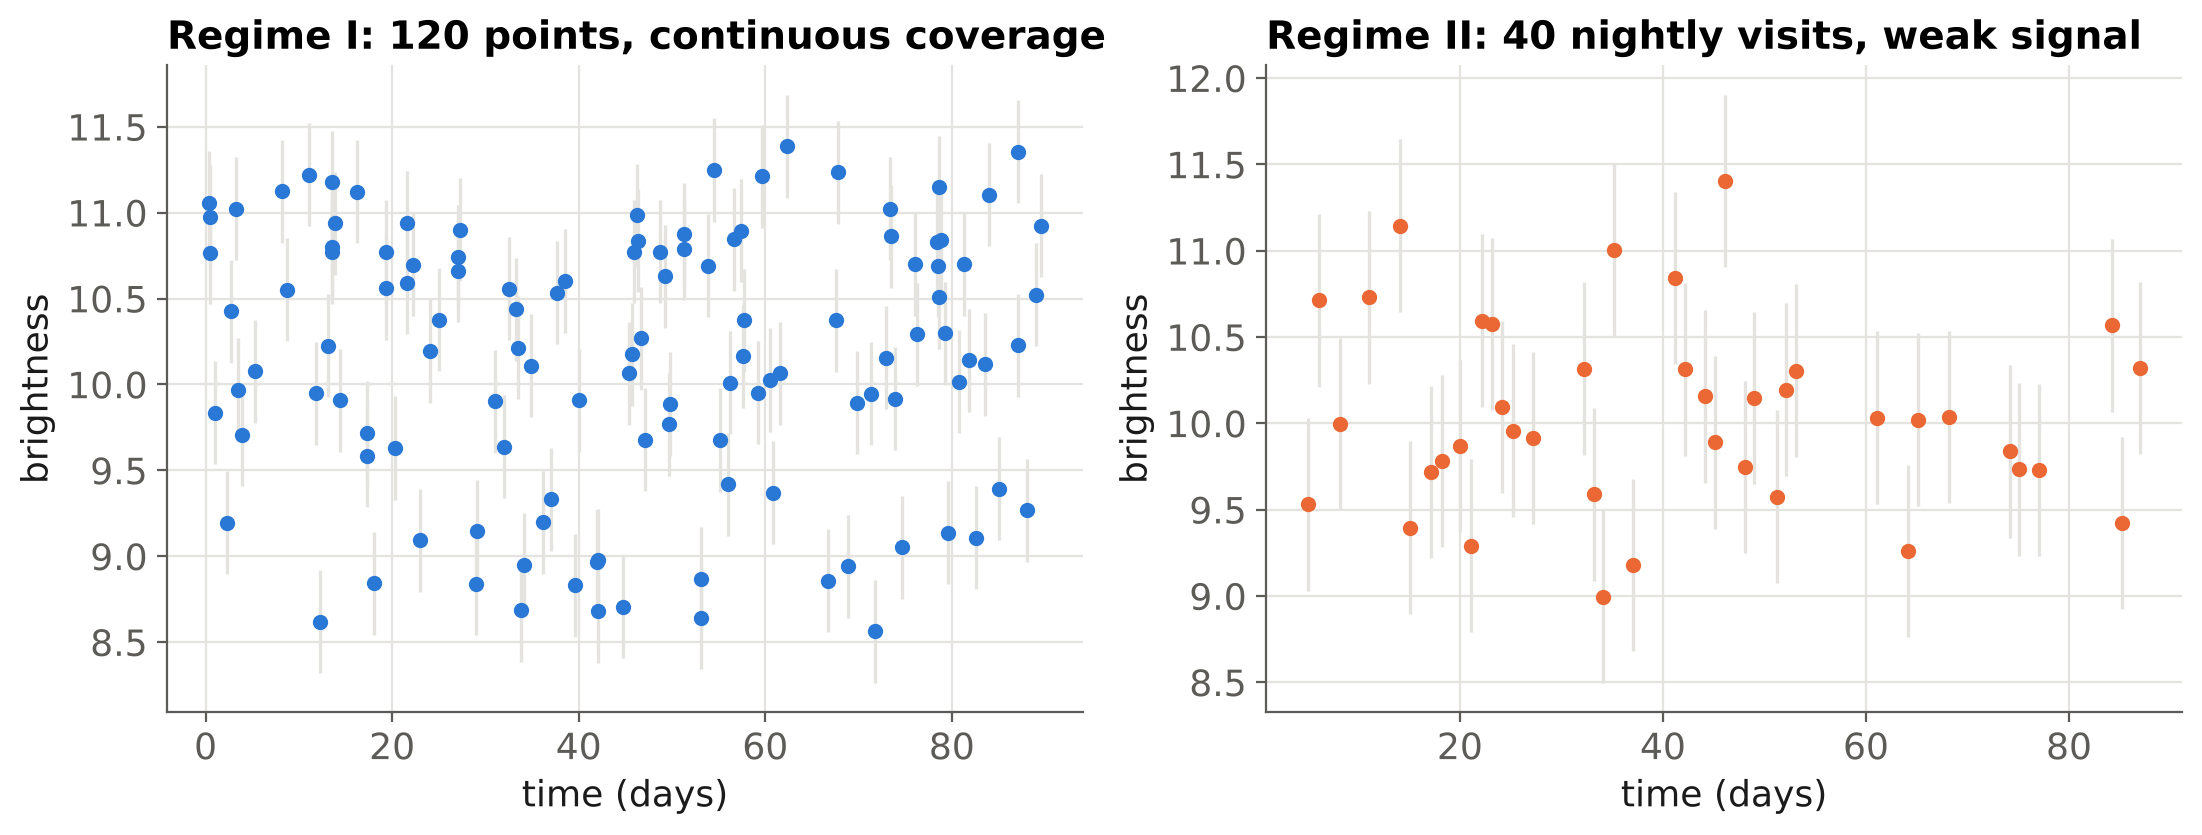 Regime I: 120 points, continuous coverage
brightness
11.5
11.0
10.5
10.0
9.5
9.0
8.5
0 20 40 60 80
time (days)
Regime II: 40 nightly visits, weak signal
brightness
12.0
11.5
11.0
10.5
10.0
9.5
9.0
8.5
20 40 60 80
time (days)